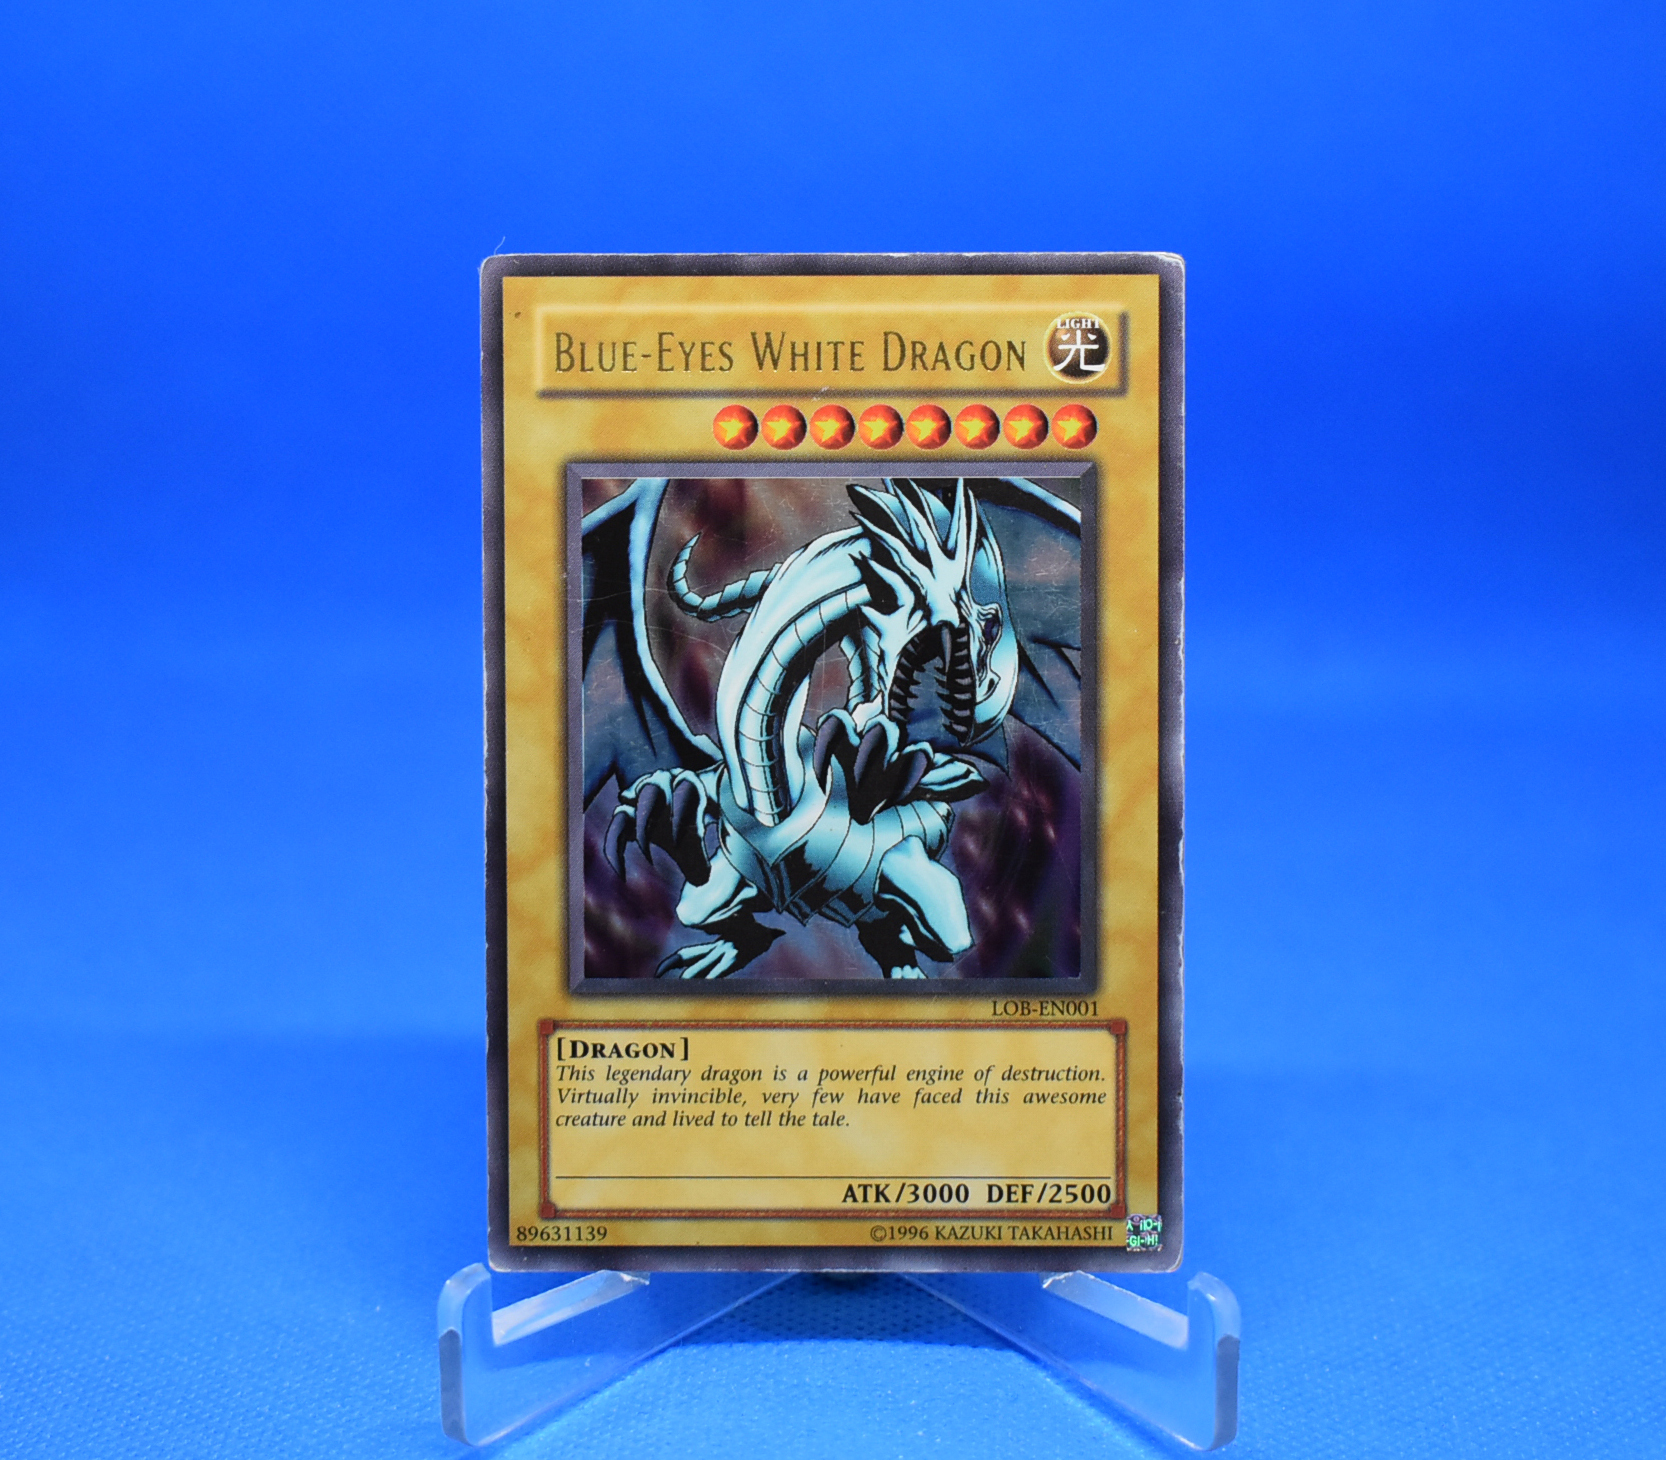 BLUE-EYES WHITE DRAGON
LIGHT
光
LOB-EN001
[DRAGON]
This legendary dragon is a powerful engine of destruction.
Virtually invincible, very few have faced this awesome
creature and lived to tell the tale.
ATK/3000 DEF/2500
89631139
©1996 KAZUKI TAKAHASHI